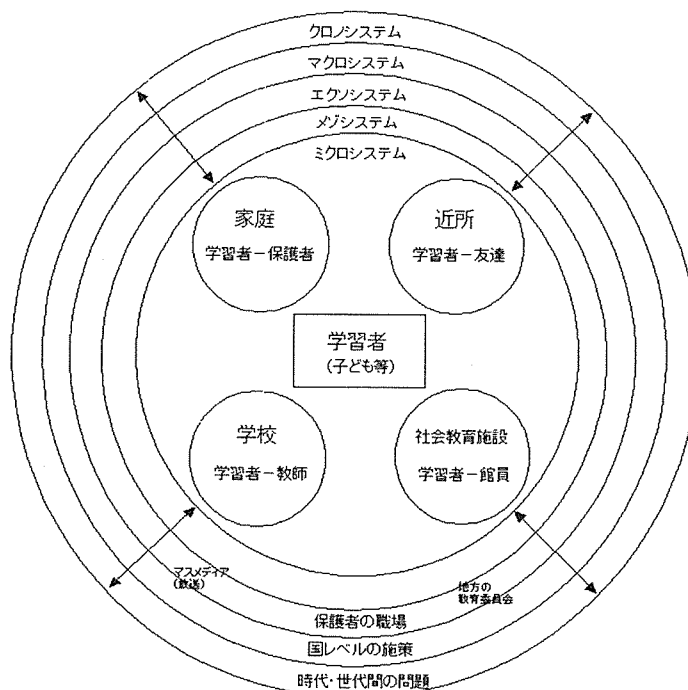 クロノシステム
マクロシステム
エクソシステム
メゾシステム
ミクロシステム
家庭
学習者－保護者
近所
学習者－友達
学習者
(子ども等)
学校
学習者－教師
社会教育施設
学習者－館員
マスメディア
(放送)
地方の
教育委員会
保護者の職場
国レベルの施策
時代・世代間の問題